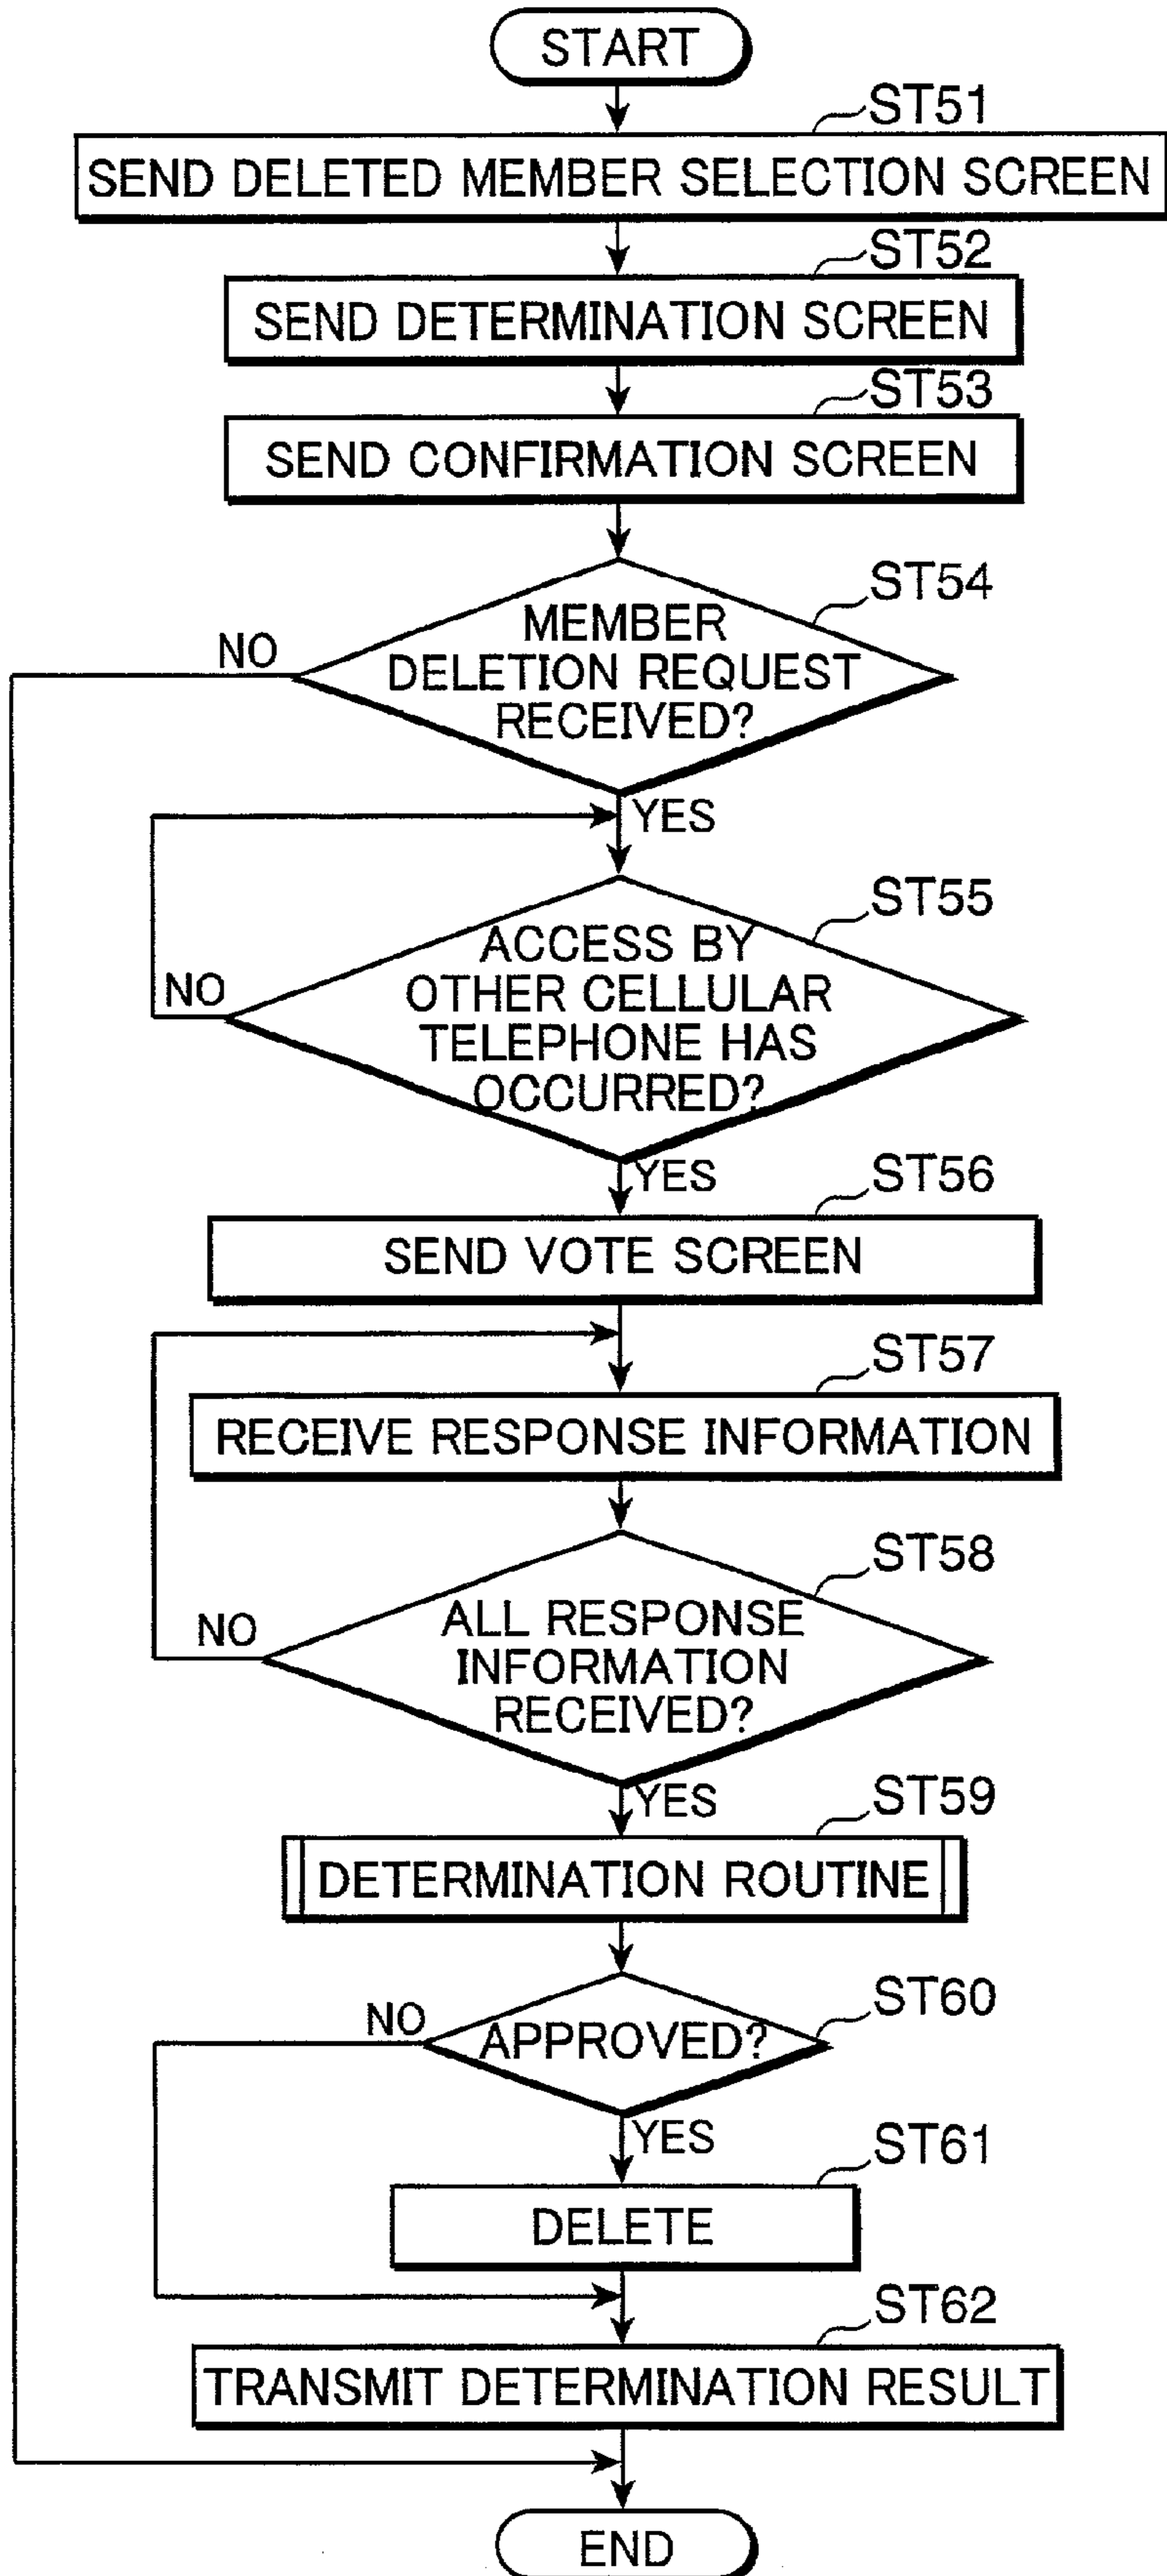 START
ST51
SEND DELETED MEMBER SELECTION SCREEN
ST52
SEND DETERMINATION SCREEN
ST53
SEND CONFIRMATION SCREEN
ST54
MEMBER
DELETION REQUEST
RECEIVED?
NO
YES
ST55
ACCESS BY
OTHER CELLULAR
TELEPHONE HAS
OCCURRED?
NO
YES
ST56
SEND VOTE SCREEN
ST57
RECEIVE RESPONSE INFORMATION
ST58
ALL RESPONSE
INFORMATION
RECEIVED?
NO
YES
ST59
DETERMINATION ROUTINE
ST60
APPROVED?
NO
YES
ST61
DELETE
ST62
TRANSMIT DETERMINATION RESULT
END